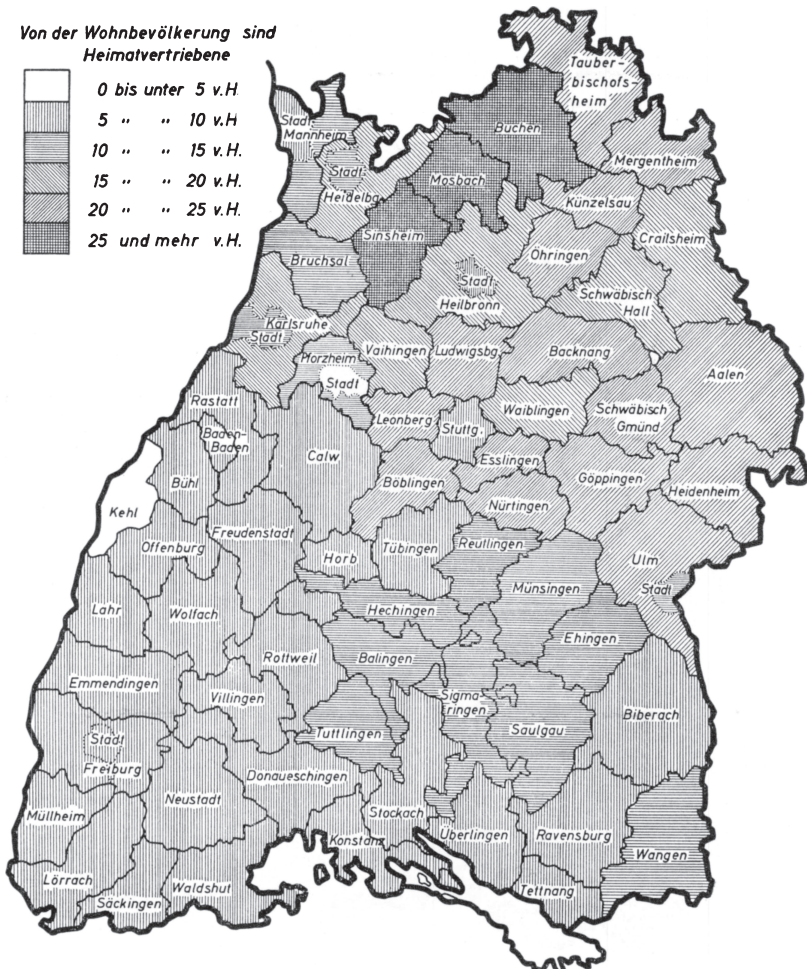 Von der Wohnbevölkerung sind
Heimatvertriebene
0 bis unter 5 v.H.
5 " " 10 v.H
10 " " 15 v.H.
15 " " 20 v.H.
20 " " 25 v.H.
25 und mehr v.H.
Tauber-
bischofs-
heim
Stadt
Mannheim
Buchen
Mergentheim
Stadt
Heidelbg.
Mosbach
Künzelsau
Sinsheim
Crailsheim
Bruchsal
Öhringen
Stadt
Heilbronn
Schwäbisch
Hall
Karlsruhe
Stadt
Pforzheim
Stadt
Vaihingen
Ludwigsbg.
Backnang
Aalen
Rastatt
Leonberg
Stuttg.
Waiblingen
Schwäbisch
Gmünd
Baden-
Baden
Calw
Esslingen
Bühl
Böblingen
Göppingen
Heidenheim
Kehl
Nürtingen
Offenburg
Freudenstadt
Horb
Tübingen
Reutlingen
Ulm
Stadt
Münsingen
Lahr
Wolfach
Hechingen
Ehingen
Rottweil
Balingen
Emmendingen
Villingen
Sigma-
ringen
Biberach
Tuttlingen
Saulgau
Stadt
Freiburg
Donaueschingen
Neustadt
Stockach
Müllheim
Konstanz
Überlingen
Ravensburg
Wangen
Lörrach
Waldshut
Tettnang
Säckingen